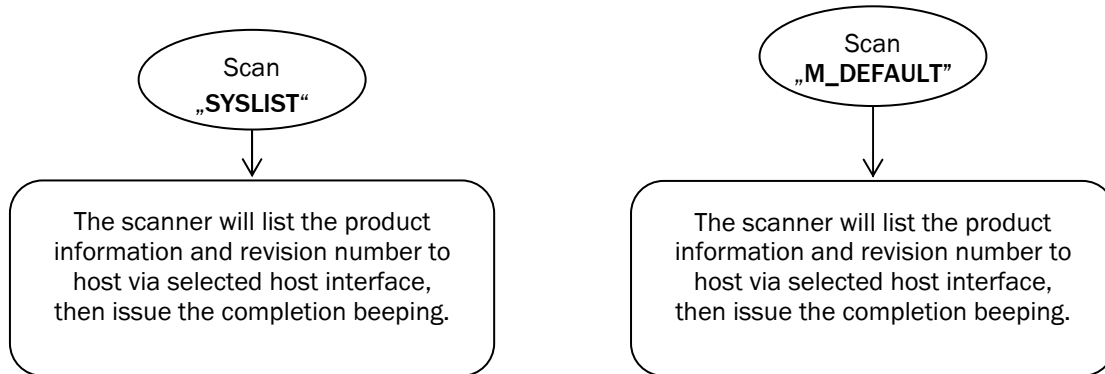 Scan
„SYSLIST“
The scanner will list the product
information and revision number to
host via selected host interface,
then issue the completion beeping.
Scan
„M_DEFAULT”
The scanner will list the product
information and revision number to
host via selected host interface,
then issue the completion beeping.